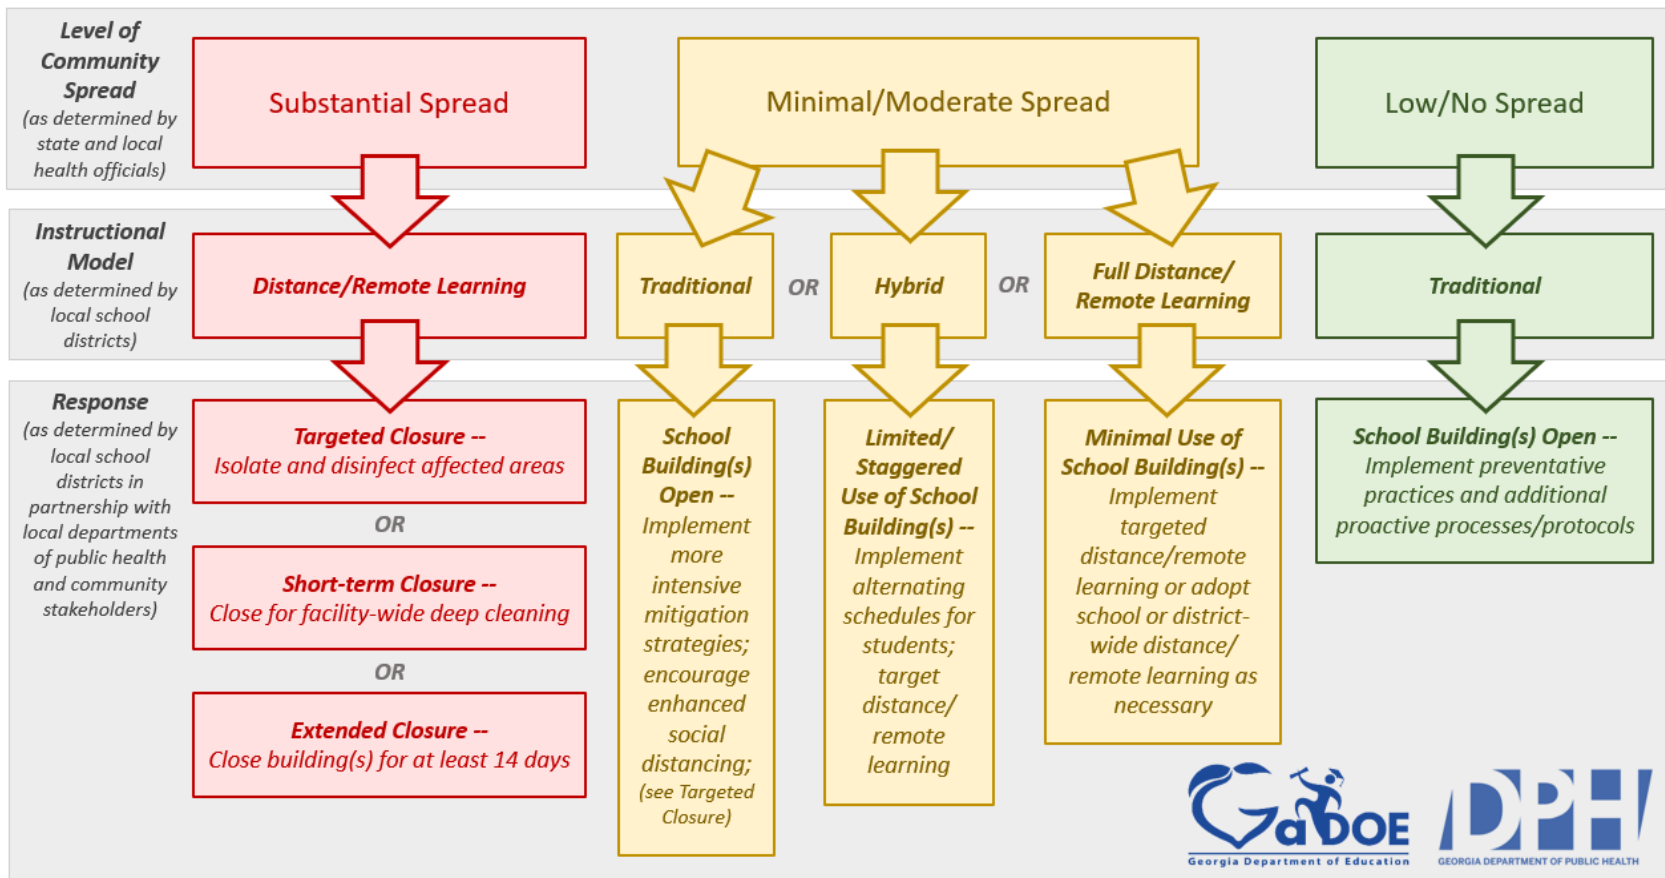 Level of
Community
Spread
(as determined by
state and local
health officials)
Substantial Spread
Minimal/Moderate Spread
Low/No Spread
Instructional
Model
(as determined by
local school
districts)
Distance/Remote Learning
Traditional
OR
Hybrid
OR
Full Distance/
Remote Learning
Traditional
Response
(as determined by
local school
districts in
partnership with
local departments
of public health
and community
stakeholders)
Targeted Closure --
Isolate and disinfect affected areas
OR
Short-term Closure --
Close for facility-wide deep cleaning
OR
Extended Closure --
Close building(s) for at least 14 days
School
Building(s)
Open --
Implement
more
intensive
mitigation
strategies;
encourage
enhanced
social
distancing;
(see Targeted
Closure)
Limited/
Staggered
Use of School
Building(s) --
Implement
alternating
schedules for
students;
target
distance/
remote
learning
Minimal Use of
School Building(s) --
Implement
targeted
distance/remote
learning or adopt
school or district-
wide distance/
remote learning as
necessary
School Building(s) Open --
Implement preventative
practices and additional
proactive processes/protocols
GaDOE
Georgia Department of Education
DPH
GEORGIA DEPARTMENT OF PUBLIC HEALTH